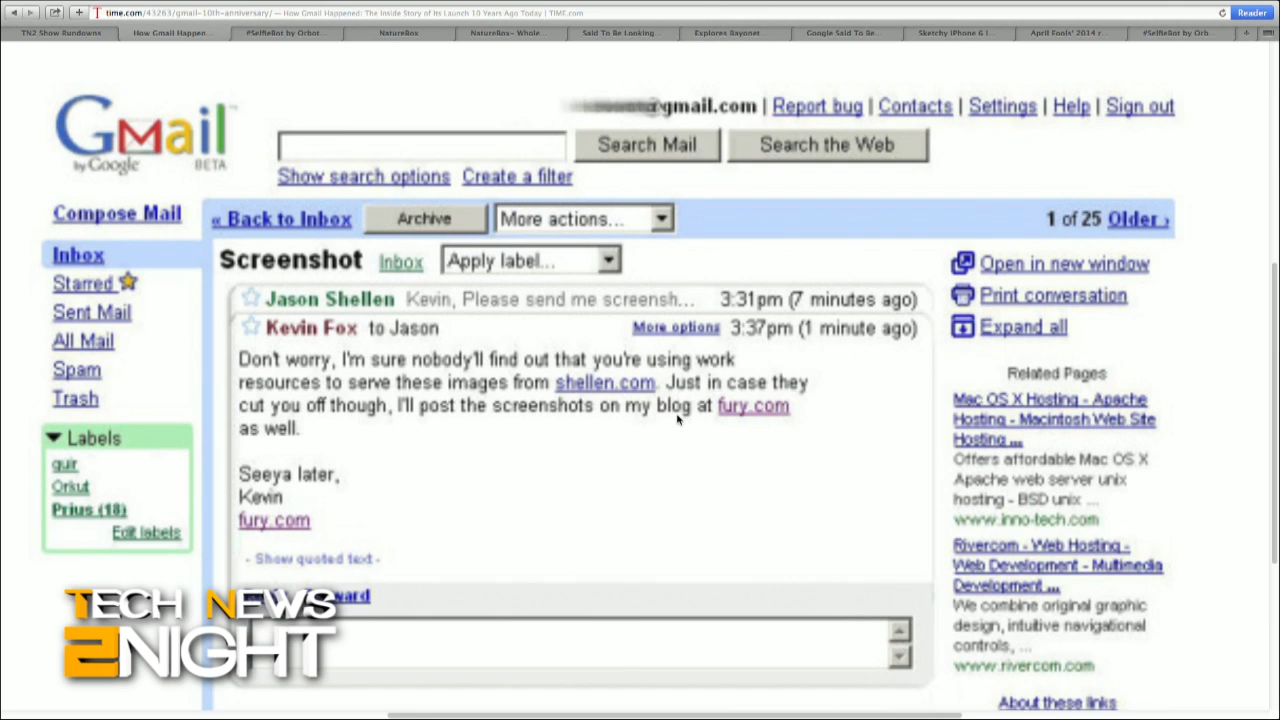 time.com/43263/gmail-10th-anniversary/ — How Gmail Happened: The Inside Story of Its Launch 10 Years Ago Today | TIME.com
Reader
TN2 Show Rundowns
How Gmail Happen...
#SelfieBot by Orbot...
NatureBox
NatureBox– Whole...
Said To Be Looking...
Explores Bayonet...
Google Said To Be...
Sketchy iPhone 6 l...
April Fools' 2014 r...
#SelfieBot by Orb...
Gmail
by Google
BETA
@gmail.com | Report bug | Contacts | Settings | Help | Sign out
Search Mail
Search the Web
Show search options
Create a filter
Compose Mail
Inbox
Starred
Sent Mail
All Mail
Spam
Trash
Labels
guir
Orkut
Prius (18)
Edit labels
« Back to Inbox
Archive
More actions...
1 of 25 Older ›
Screenshot
Inbox
Apply label...
Jason Shellen Kevin, Please send me screensh... 3:31pm (7 minutes ago)
Kevin Fox to Jason More options 3:37pm (1 minute ago)
Don't worry, I'm sure nobody'll find out that you're using work
resources to serve these images from shellen.com. Just in case they
cut you off though, I'll post the screenshots on my blog at fury.com
as well.
Seeya later,
Kevin
fury.com
- Show quoted text -
Open in new window
Print conversation
Expand all
Related Pages
Mac OS X Hosting - Apache
Hosting - Macintosh Web Site
Hosting ...
Offers affordable Mac OS X
Apache web server unix
hosting - BSD unix ...
www.inno-tech.com
Rivercom - Web Hosting -
Web Development - Multimedia
Development ...
We combine original graphic
design, intuitive navigational
controls, ...
www.rivercom.com
About these links
TECH NEWS
2NIGHT